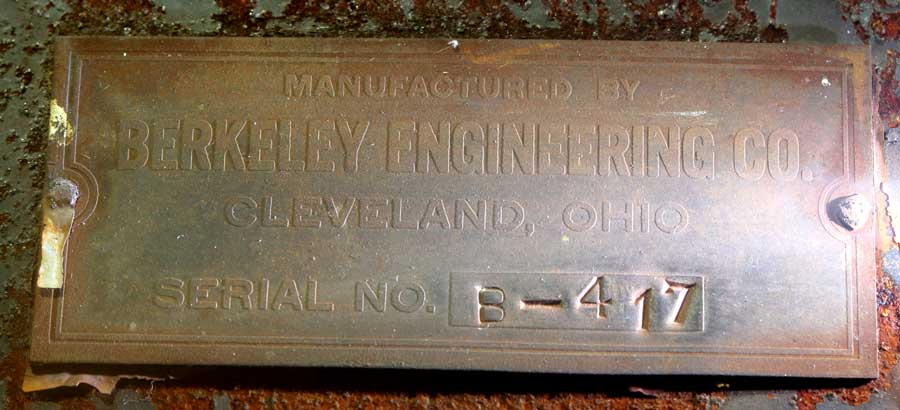 MANUFACTURED BY
BERKELEY ENGINEERING CO.
CLEVELAND, OHIO
SERIAL NO. B-417